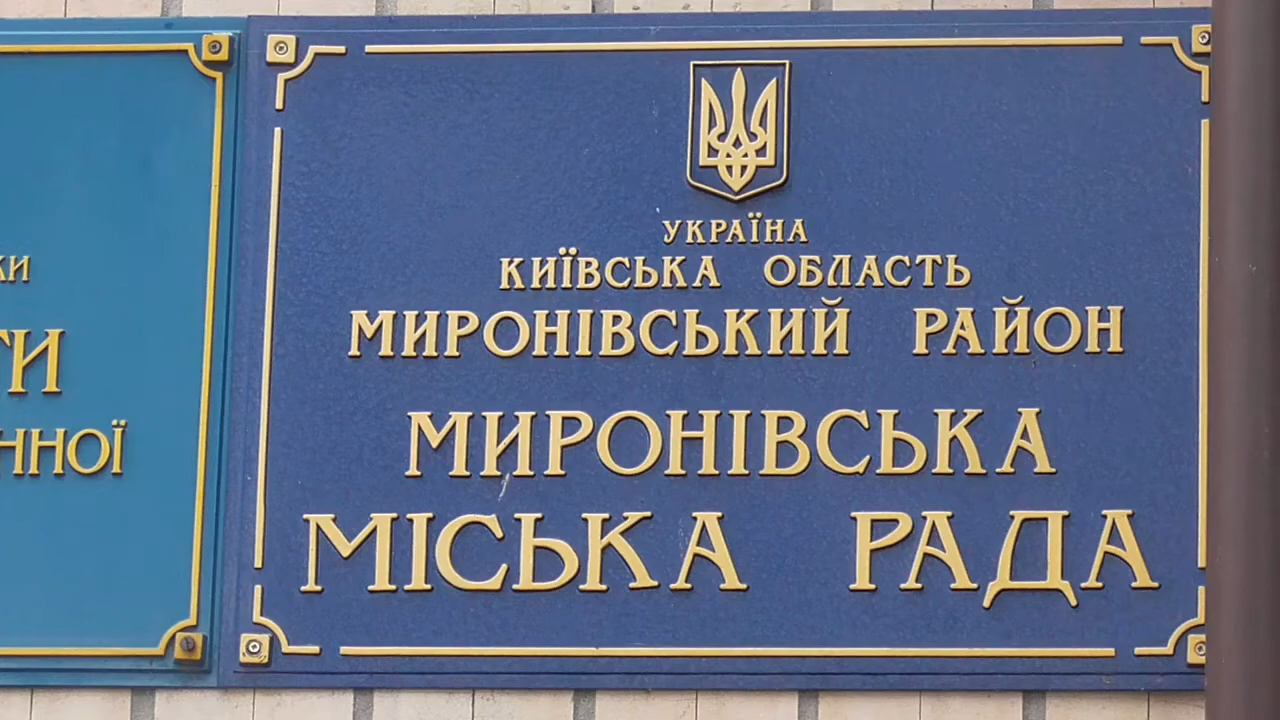 УКРАЇНА
КИЇВСЬКА ОБЛАСТЬ
МИРОНІВСЬКИЙ РАЙОН
МИРОНІВСЬКА
МІСЬКА РАДА